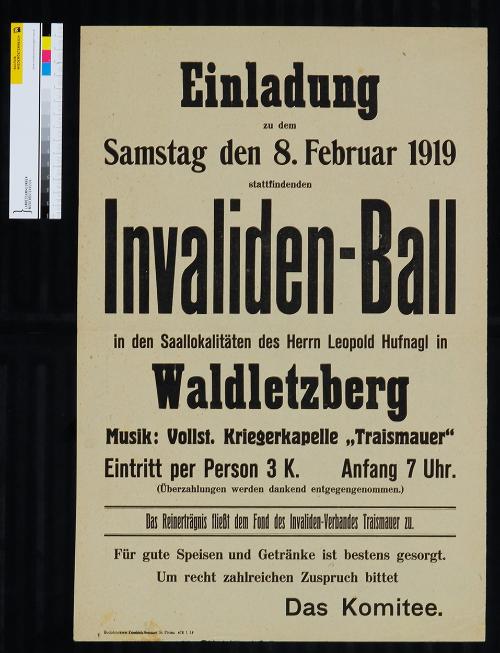 Einladung
zu dem
Samstag den 8. Februar 1919
stattfindenden
Invaliden-Ball
in den Saallokalitäten des Herrn Leopold Hufnagl in
Waldletzberg
Musik: Vollst. Kriegerkapelle „Traismauer“
Eintritt per Person 3 K. Anfang 7 Uhr.
(Überzahlungen werden dankend entgegengenommen.)
Das Reinerträgnis fließt dem Fond des Invaliden-Verbandes Traismauer zu.
Für gute Speisen und Getränke ist bestens gesorgt.
Um recht zahlreichen Zuspruch bittet
Das Komitee.